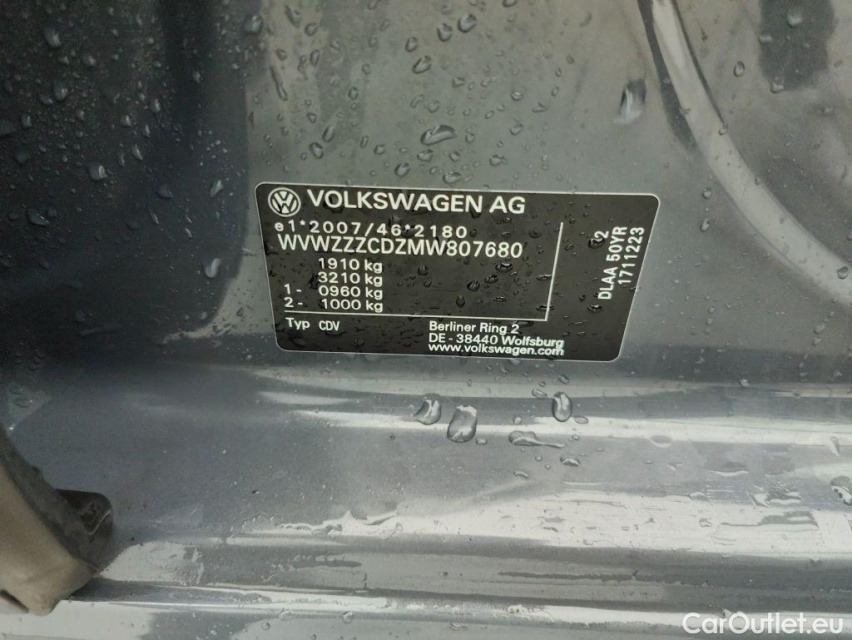 VOLKSWAGEN AG
e1*2007/46*2180
WVWZZZCDZMW807680
1910 kg
3210 kg
1- 0960 kg
2- 1000 kg
Typ CDV
Berliner Ring 2
DE - 38440 Wolfsburg
www.volkswagen.com
2
DLAA 50YR
1711223
CarOutlet.eu